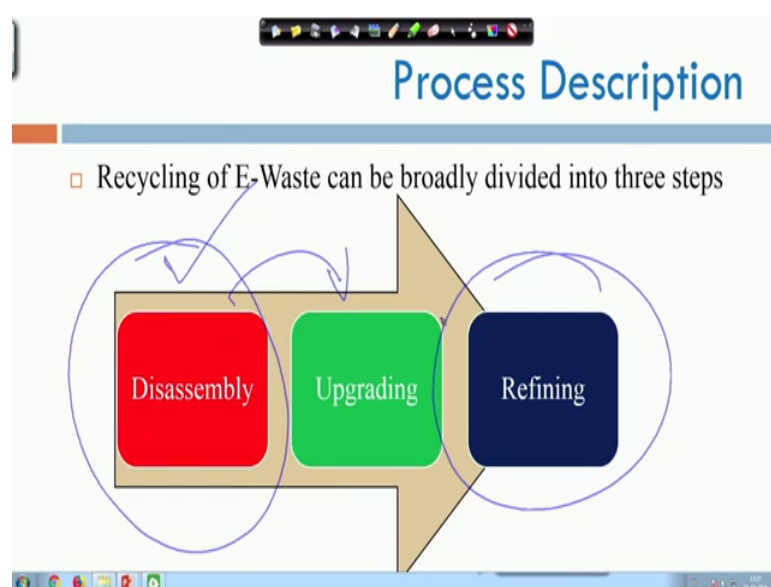 Process Description
Recycling of E-Waste can be broadly divided into three steps
Disassembly
Upgrading
Refining